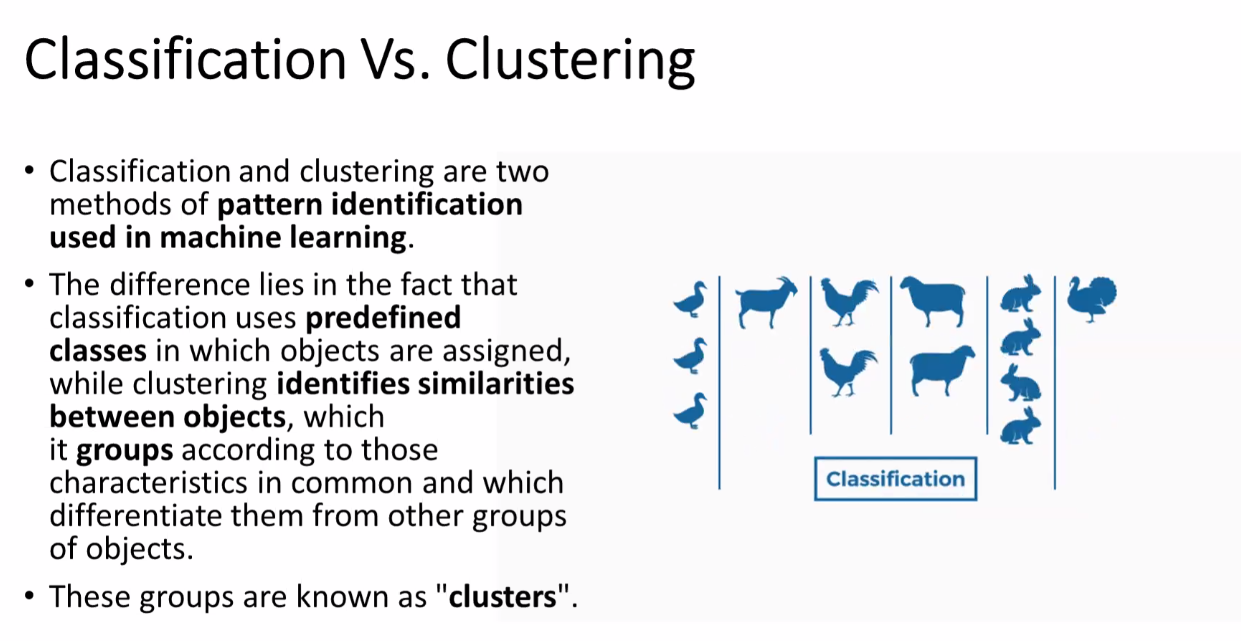 Classification Vs. Clustering
• Classification and clustering are two
methods of pattern identification
used in machine learning.
• The difference lies in the fact that
classification uses predefined
classes in which objects are assigned,
while clustering identifies similarities
between objects, which
it groups according to those
characteristics in common and which
differentiate them from other groups
of objects.
• These groups are known as "clusters".
Classification